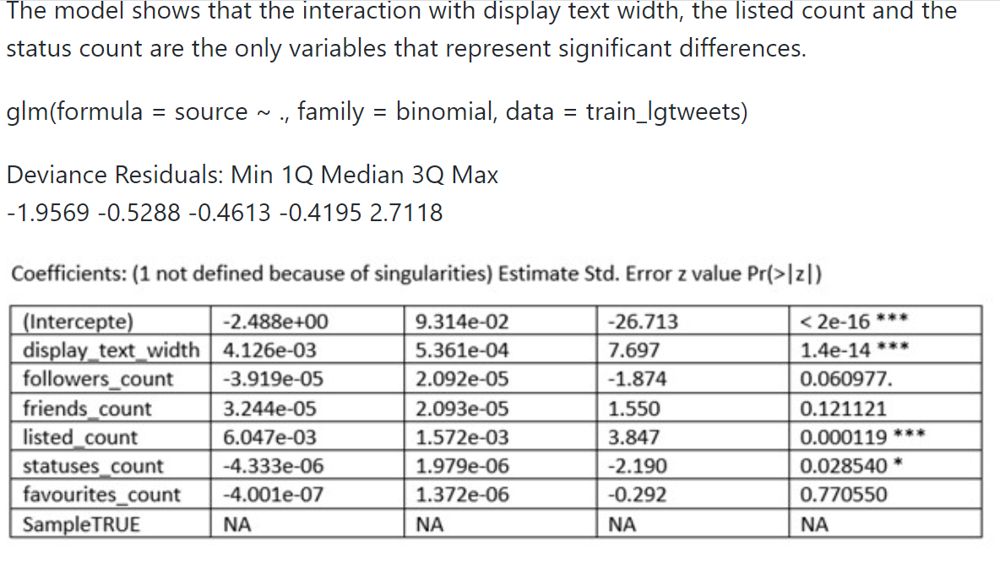 The model shows that the interaction with display text width, the listed count and the
status count are the only variables that represent significant differences.
glm(formula = source ~ ., family = binomial, data = train_lgtweets)
Deviance Residuals: Min 1Q Median 3Q Max
-1.9569 -0.5288 -0.4613 -0.4195 2.7118
Coefficients: (1 not defined because of singularities) Estimate Std. Error z value Pr(>|z|)
(Intercepte) -2.488e+00 9.314e-02 -26.713 < 2e-16 ***
display_text_width 4.126e-03 5.361e-04 7.697 1.4e-14 ***
followers_count -3.919e-05 2.092e-05 -1.874 0.060977.
friends_count 3.244e-05 2.093e-05 1.550 0.121121
listed_count 6.047e-03 1.572e-03 3.847 0.000119 ***
statuses_count -4.333e-06 1.979e-06 -2.190 0.028540 *
favourites_count -4.001e-07 1.372e-06 -0.292 0.770550
SampleTRUE NA NA NA NA